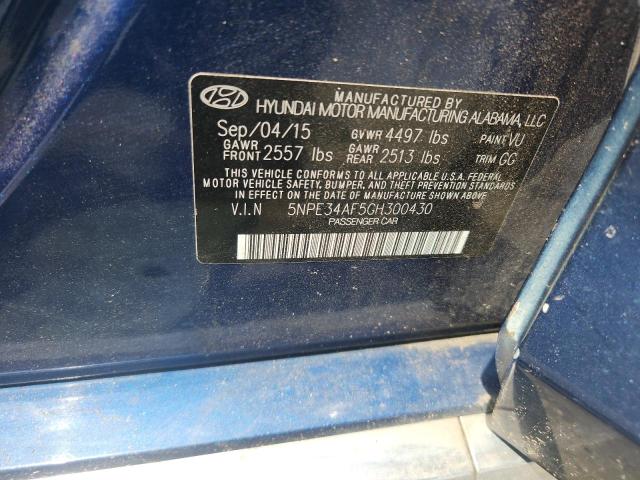 MANUFACTURED BY
HYUNDAI MOTOR MANUFACTURING ALABAMA, LLC
Sep/04/15 GVWR 4497 lbs PAINT VU
GAWR FRONT 2557 lbs GAWR REAR 2513 lbs TRIM GG
THIS VEHICLE CONFORMS TO ALL APPLICABLE U.S.A. FEDERAL
MOTOR VEHICLE SAFETY, BUMPER, AND THEFT PREVENTION STANDARDS
IN EFFECT ON THE DATE OF MANUFACTURE SHOWN ABOVE
V.I.N 5NPE34AF5GH300430
PASSENGER CAR